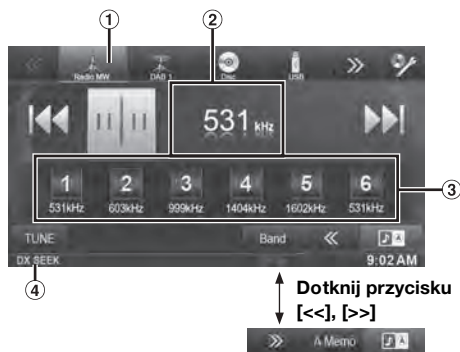 ① ②
« Radio MW DAB 1 Disc USB »
531 kHz
1 2 3 4 5 6
531kHz 603kHz 999kHz 1404kHz 1602kHz 531kHz
③
TUNE Band «
DX SEEK 9:02 AM
④
Dotknij przycisku
[<<], [>>]
» A.Memo